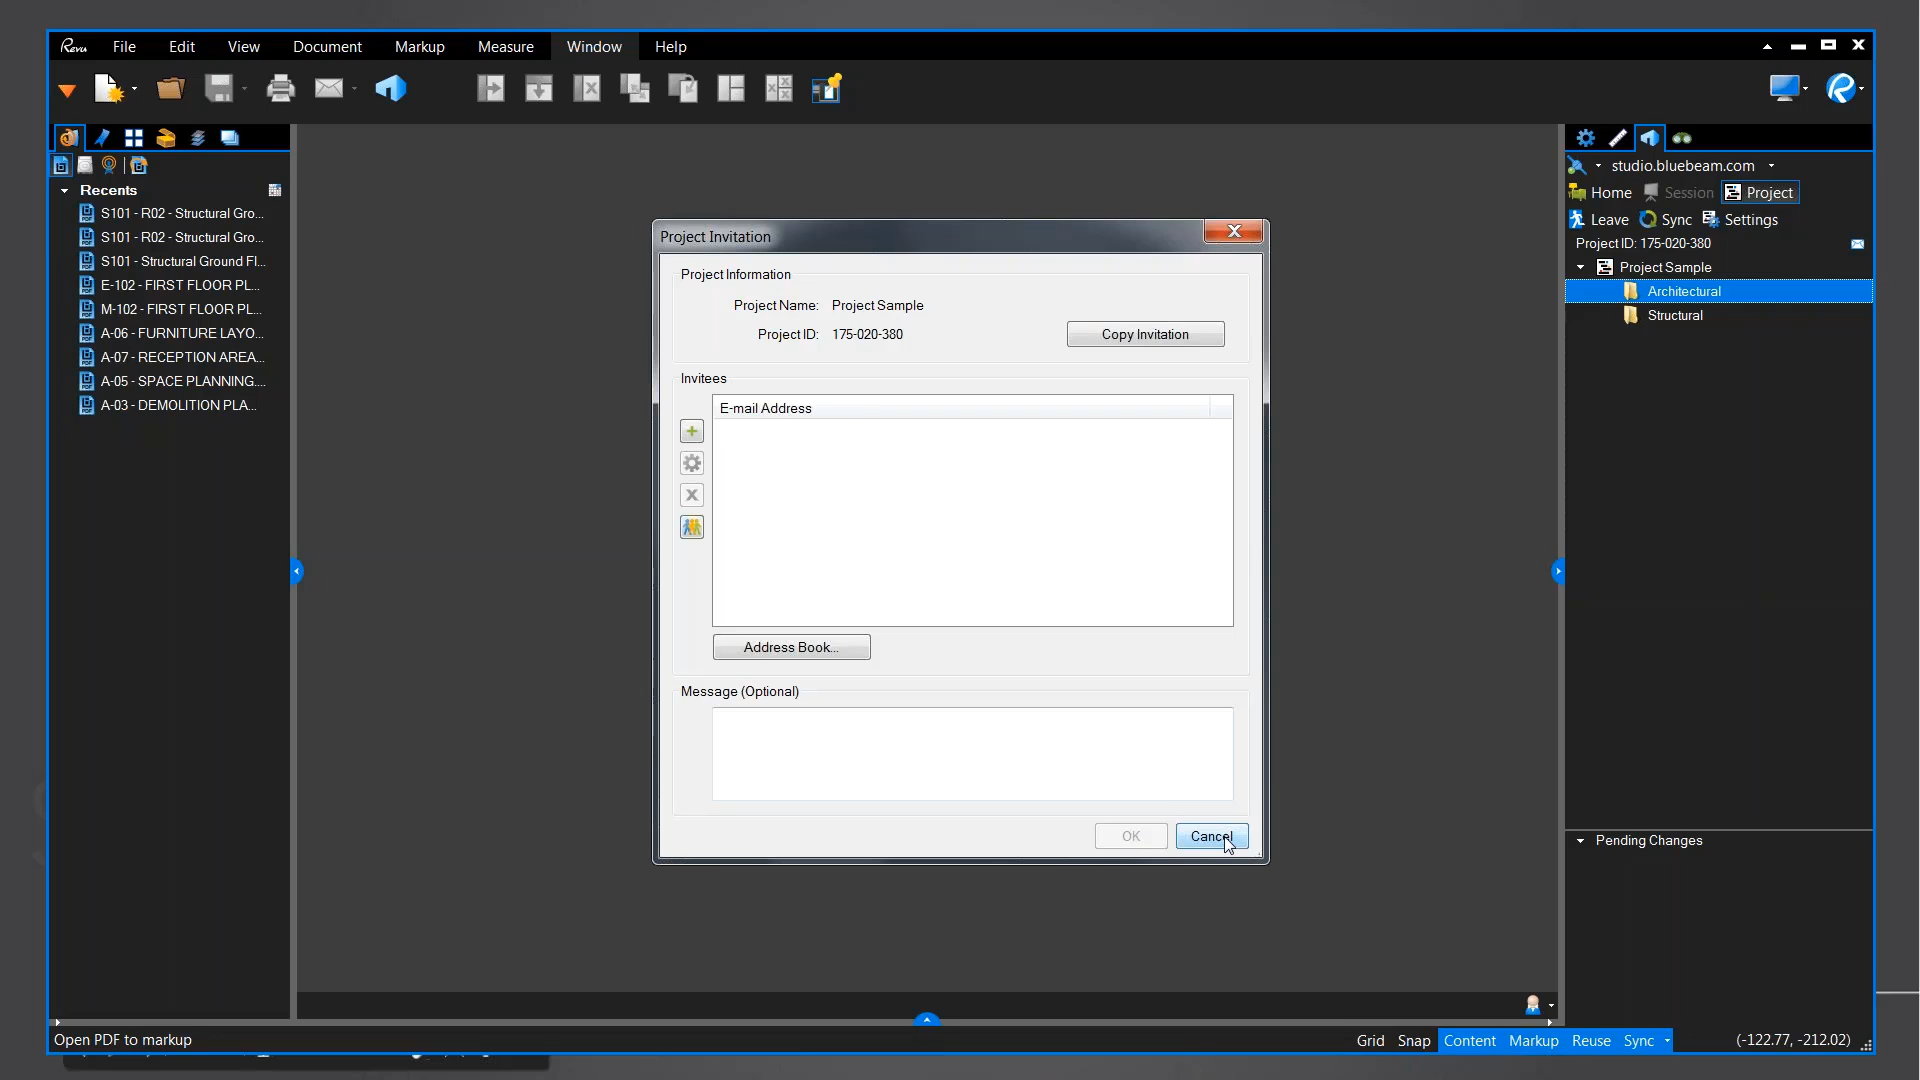 Revu File Edit View Document Markup Measure Window Help
studio.bluebeam.com
Home Session Project
Leave Sync Settings
Project ID: 175-020-380
Project Sample
Architectural
Structural
Recents
S101 - R02 - Structural Gro...
S101 - R02 - Structural Gro...
S101 - Structural Ground Fl...
E-102 - FIRST FLOOR PL...
M-102 - FIRST FLOOR PL...
A-06 - FURNITURE LAYO...
A-07 - RECEPTION AREA...
A-05 - SPACE PLANNING....
A-03 - DEMOLITION PLA...
Project Invitation
Project Information
Project Name: Project Sample
Project ID: 175-020-380
Copy Invitation
Invitees
E-mail Address
Address Book...
Message (Optional)
OK Cancel
Pending Changes
Open PDF to markup
Grid Snap Content Markup Reuse Sync (-122.77, -212.02)